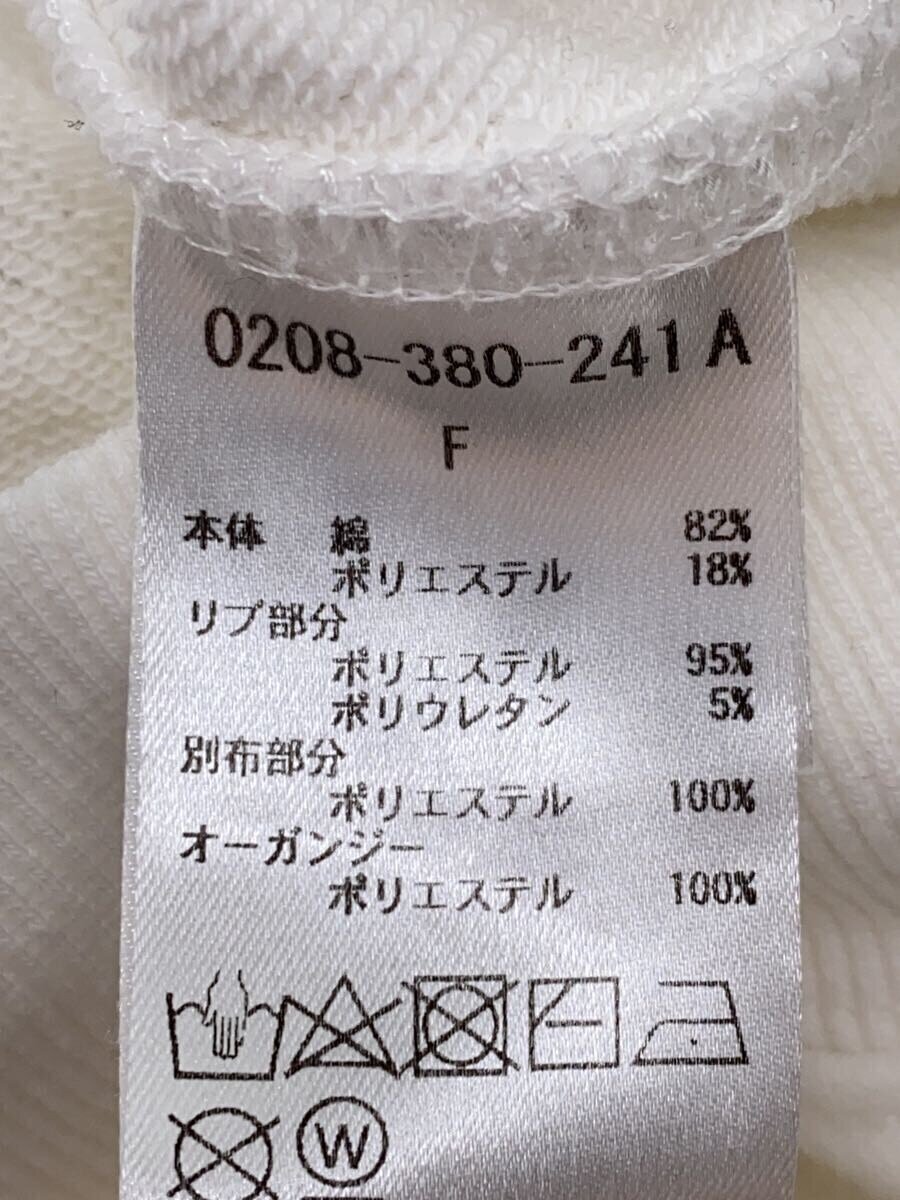 0208-380-241 A
F
本体 綿 82%
ポリエステル 18%
リブ部分
ポリエステル 95%
ポリウレタン 5%
別布部分
ポリエステル 100%
オーガンジー
ポリエステル 100%
W